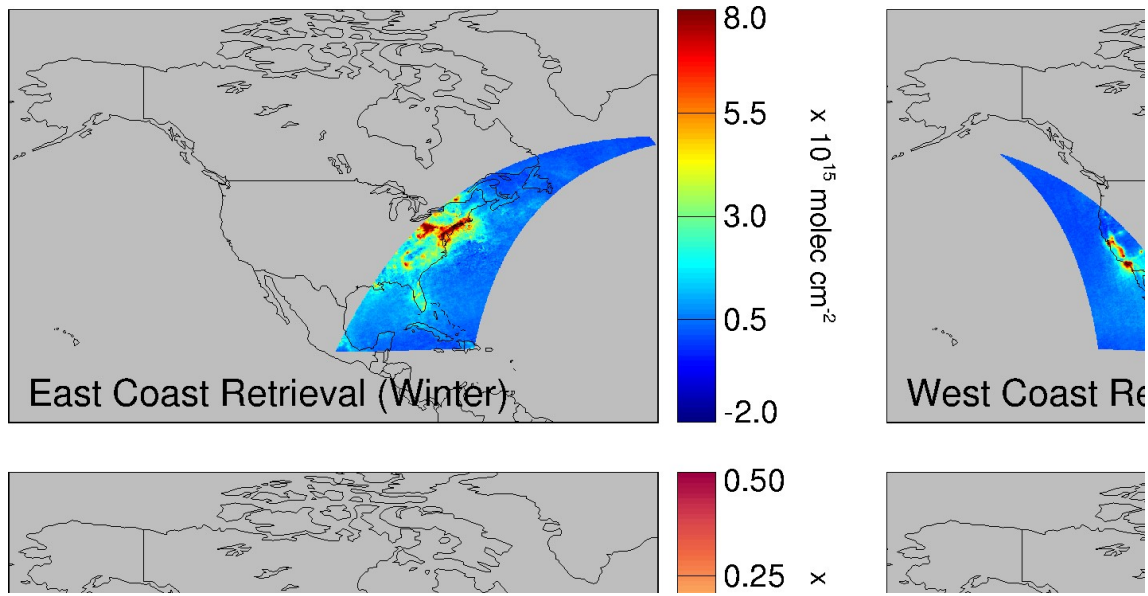 8.0
5.5
3.0
0.5
-2.0
x 10¹⁵ molec cm⁻²
East Coast Retrieval (Winter)
West Coast Re
0.50
0.25
x